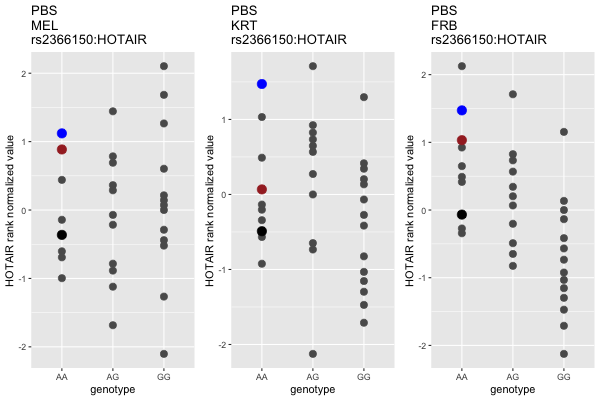 PBS
MEL
rs2366150:HOTAIR
HOTAIR rank normalized value
2
1
0
-1
-2
AA AG GG
genotype
PBS
KRT
rs2366150:HOTAIR
HOTAIR rank normalized value
1
0
-1
-2
AA AG GG
genotype
PBS
FRB
rs2366150:HOTAIR
HOTAIR rank normalized value
2
1
0
-1
-2
AA AG GG
genotype